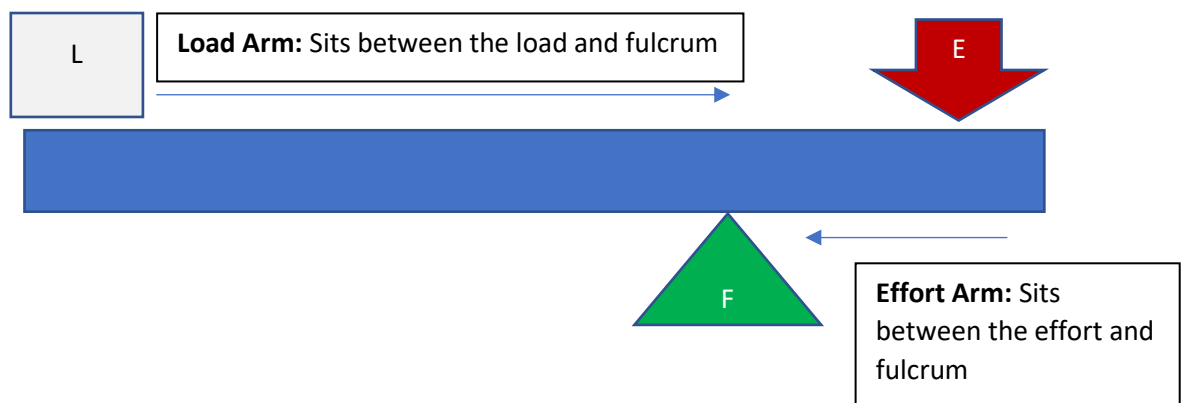 L
Load Arm: Sits between the load and fulcrum
E
F
Effort Arm: Sits
between the effort and
fulcrum